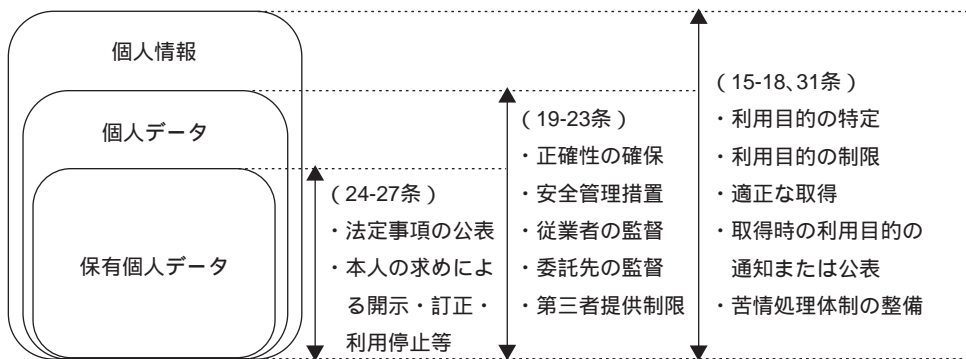 個人情報
個人データ
保有個人データ
(24-27条)
・法定事項の公表
・本人の求めによ
る開示・訂正・
利用停止等
(19-23条)
・正確性の確保
・安全管理措置
・従業者の監督
・委託先の監督
・第三者提供制限
(15-18、31条)
・利用目的の特定
・利用目的の制限
・適正な取得
・取得時の利用目的の
通知または公表
・苦情処理体制の整備